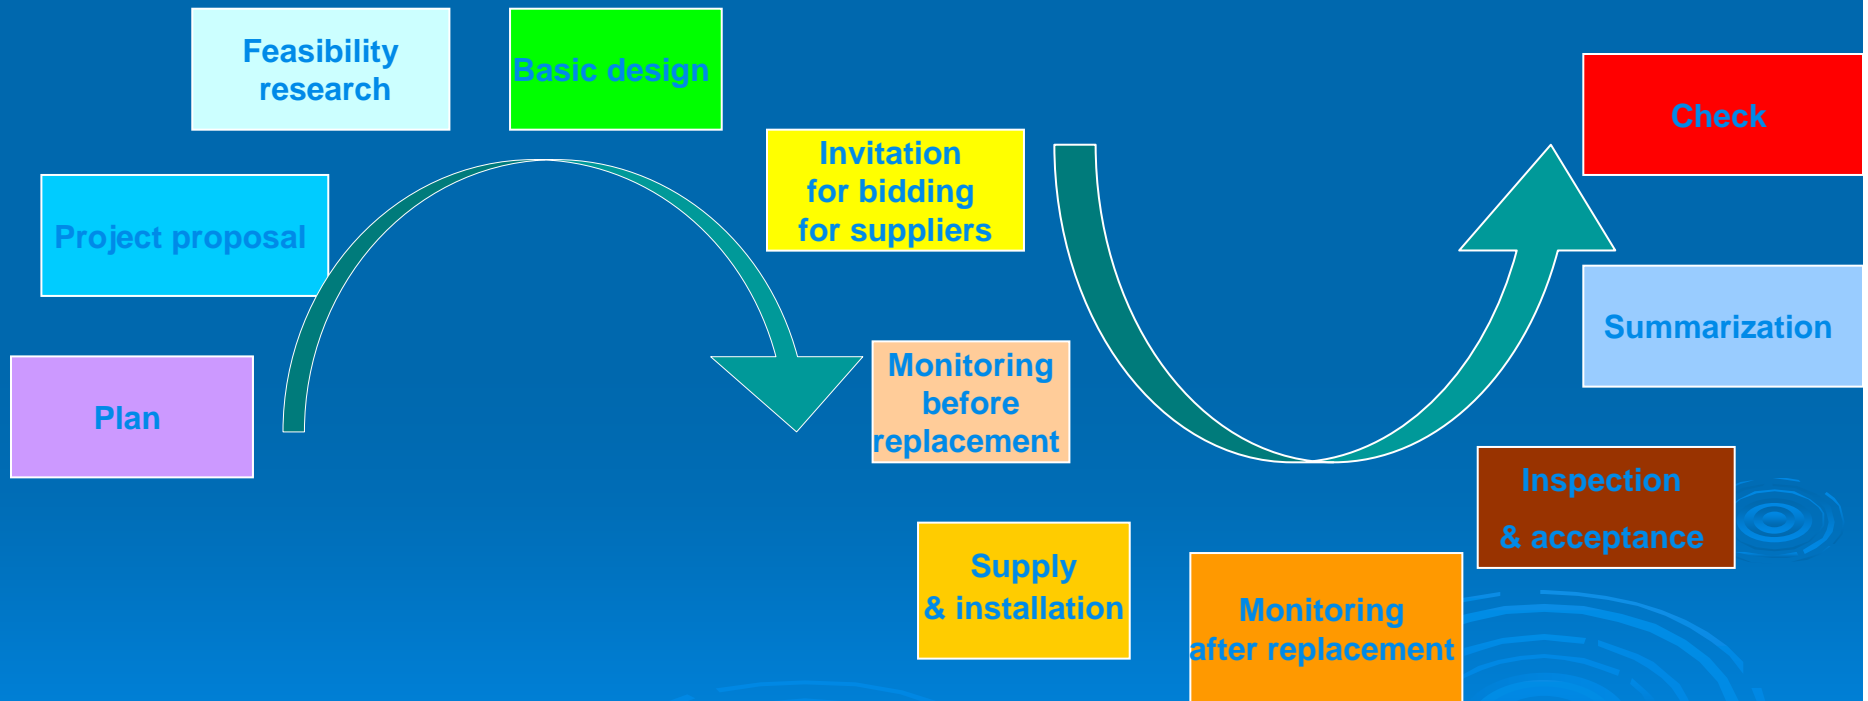 Plan
Project proposal
Feasibility
research
Basic design
Invitation
for bidding
for suppliers
Monitoring
before
replacement
Supply
& installation
Monitoring
after replacement
Inspection
& acceptance
Summarization
Check